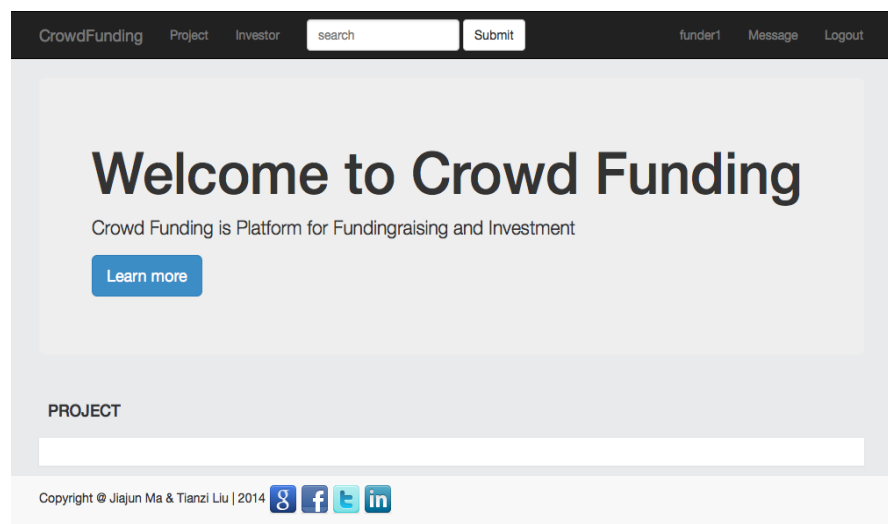 CrowdFunding Project Investor search Submit funder1 Message Logout
Welcome to Crowd Funding
Crowd Funding is Platform for Fundingraising and Investment
Learn more
PROJECT
Copyright @ Jiajun Ma & Tianzi Liu | 2014 g f t in